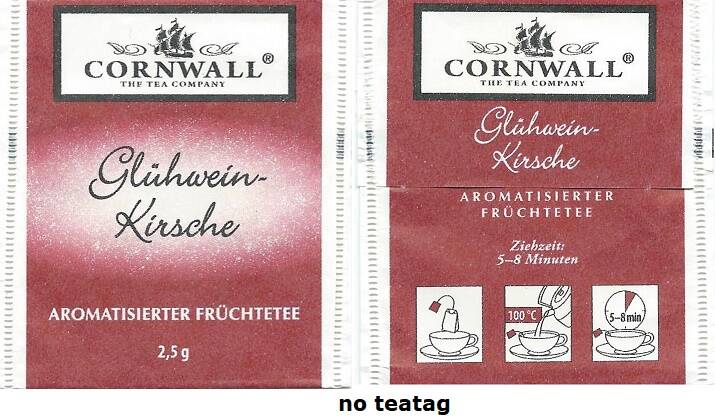 CORNWALL®
THE TEA COMPANY
Glühwein-
Kirsche
AROMATISIERTER FRÜCHTETEE
2,5 g
CORNWALL®
THE TEA COMPANY
Glühwein-
Kirsche
AROMATISIERTER
FRÜCHTETEE
Ziehzeit:
5–8 Minuten
100 °C
5–8 min
no teatag